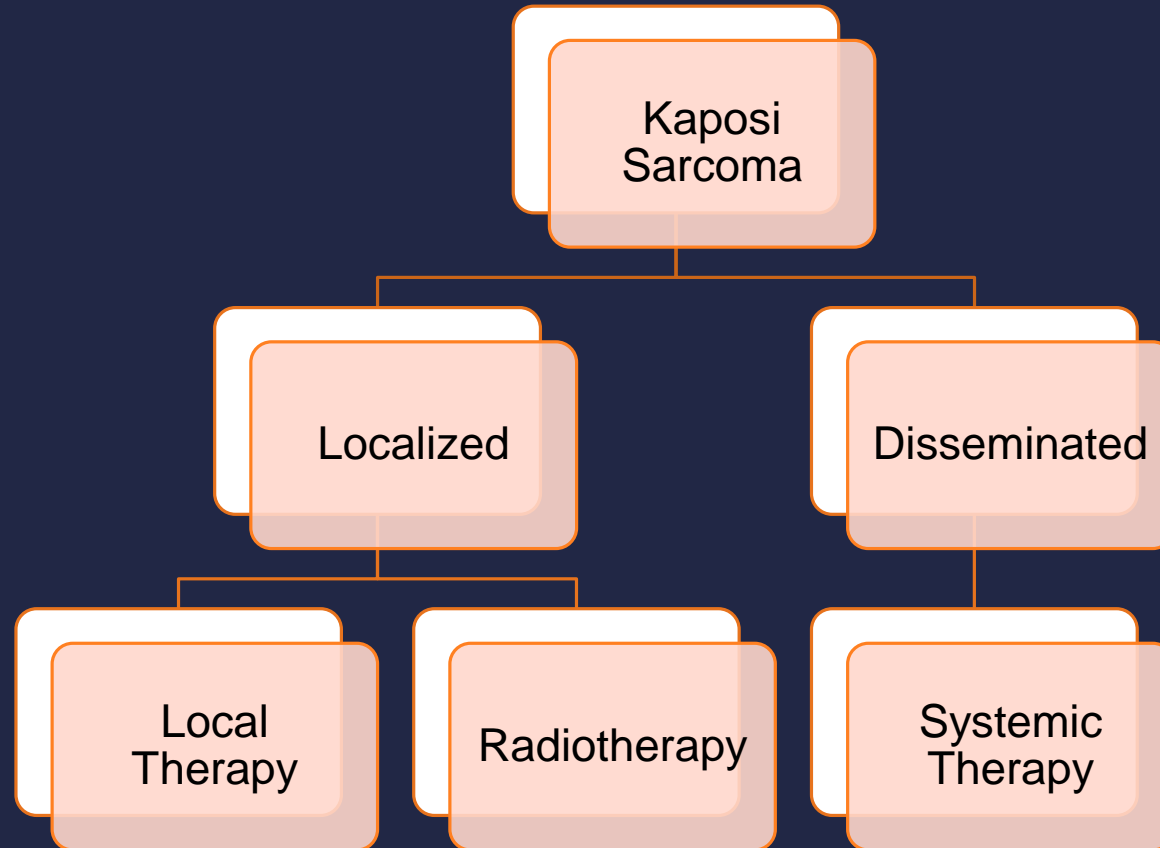 Kaposi
Sarcoma
Localized
Disseminated
Local
Therapy
Radiotherapy
Systemic
Therapy